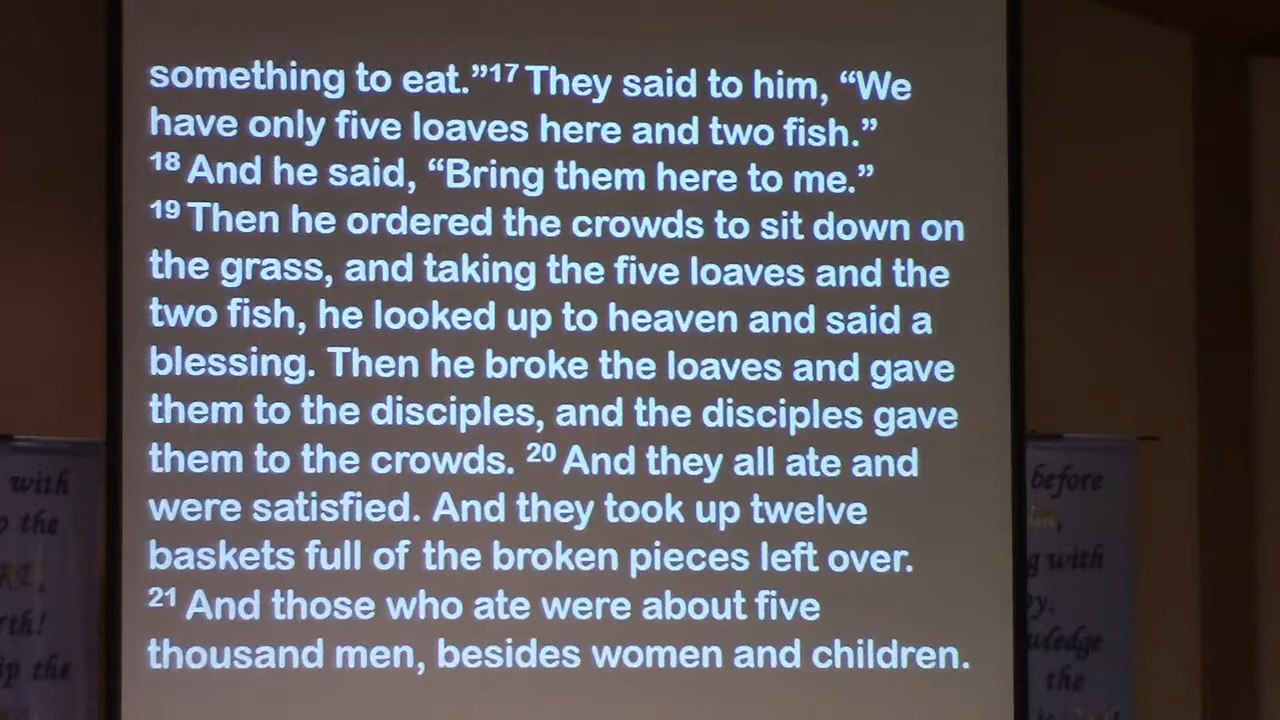 something to eat.”17 They said to him, “We
have only five loaves here and two fish.”
18 And he said, “Bring them here to me.”
19 Then he ordered the crowds to sit down on
the grass, and taking the five loaves and the
two fish, he looked up to heaven and said a
blessing. Then he broke the loaves and gave
them to the disciples, and the disciples gave
them to the crowds. 20 And they all ate and
were satisfied. And they took up twelve
baskets full of the broken pieces left over.
21 And those who ate were about five
thousand men, besides women and children.
with
the
the
before
with
the